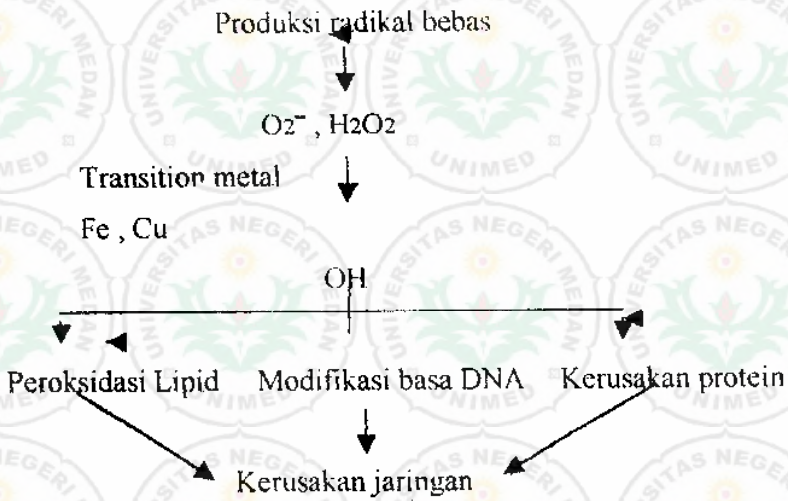 Produksi radikal bebas
O2⁻ , H2O2
Transition metal
Fe , Cu
OH
Peroksidasi Lipid Modifikasi basa DNA Kerusakan protein
Kerusakan jaringan